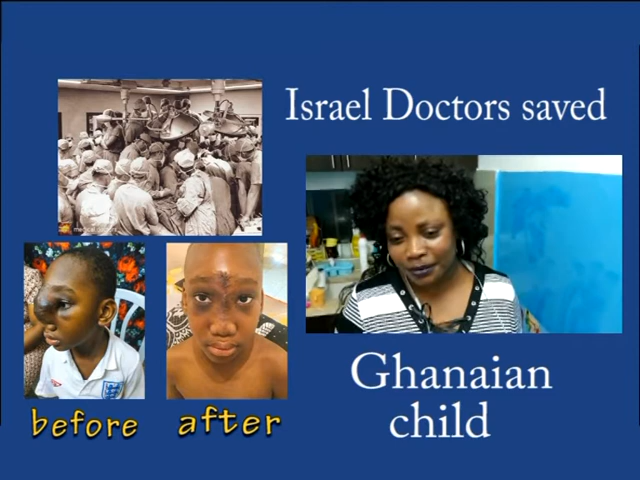 Israel Doctors saved
before
after
Ghanaian
child